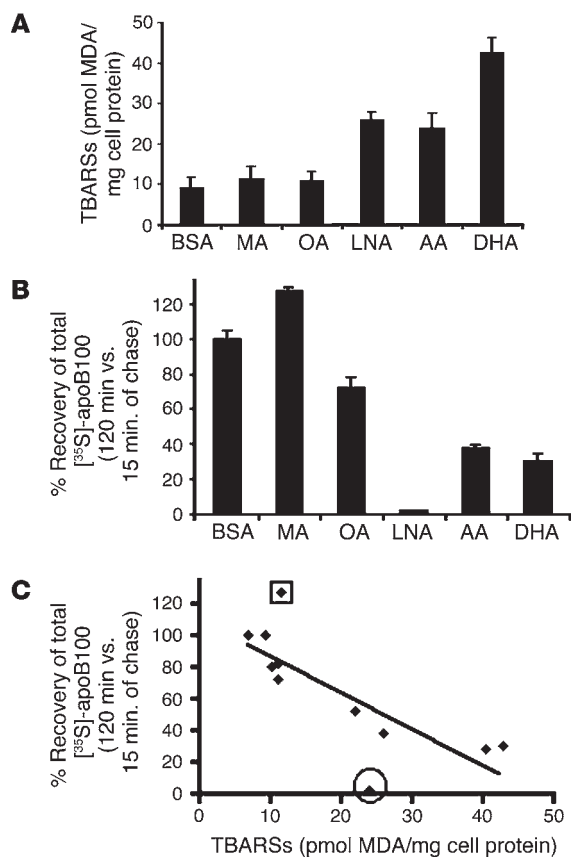 A
TBARSs (pmol MDA/
mg cell protein)
50
40
30
20
10
0
BSA MA OA LNA AA DHA
B
% Recovery of total
[³⁵S]-apoB100
(120 min vs.
15 min. of chase)
120
100
80
60
40
20
0
BSA MA OA LNA AA DHA
C
% Recovery of total
[³⁵S]-apoB100
(120 min vs.
15 min. of chase)
120
100
80
60
40
20
0
0 10 20 30 40 50
TBARSs (pmol MDA/mg cell protein)